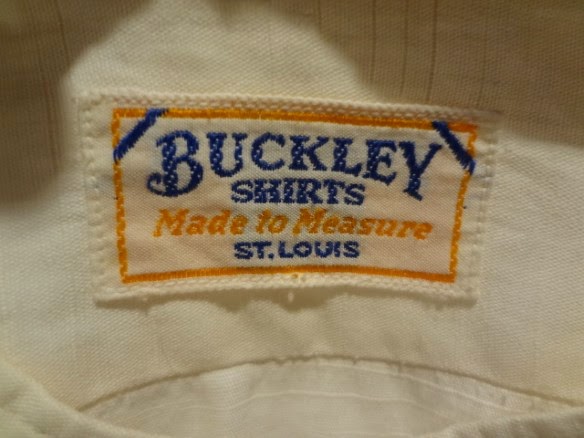 BUCKLEY
SHIRTS
Made to Measure
ST. LOUIS